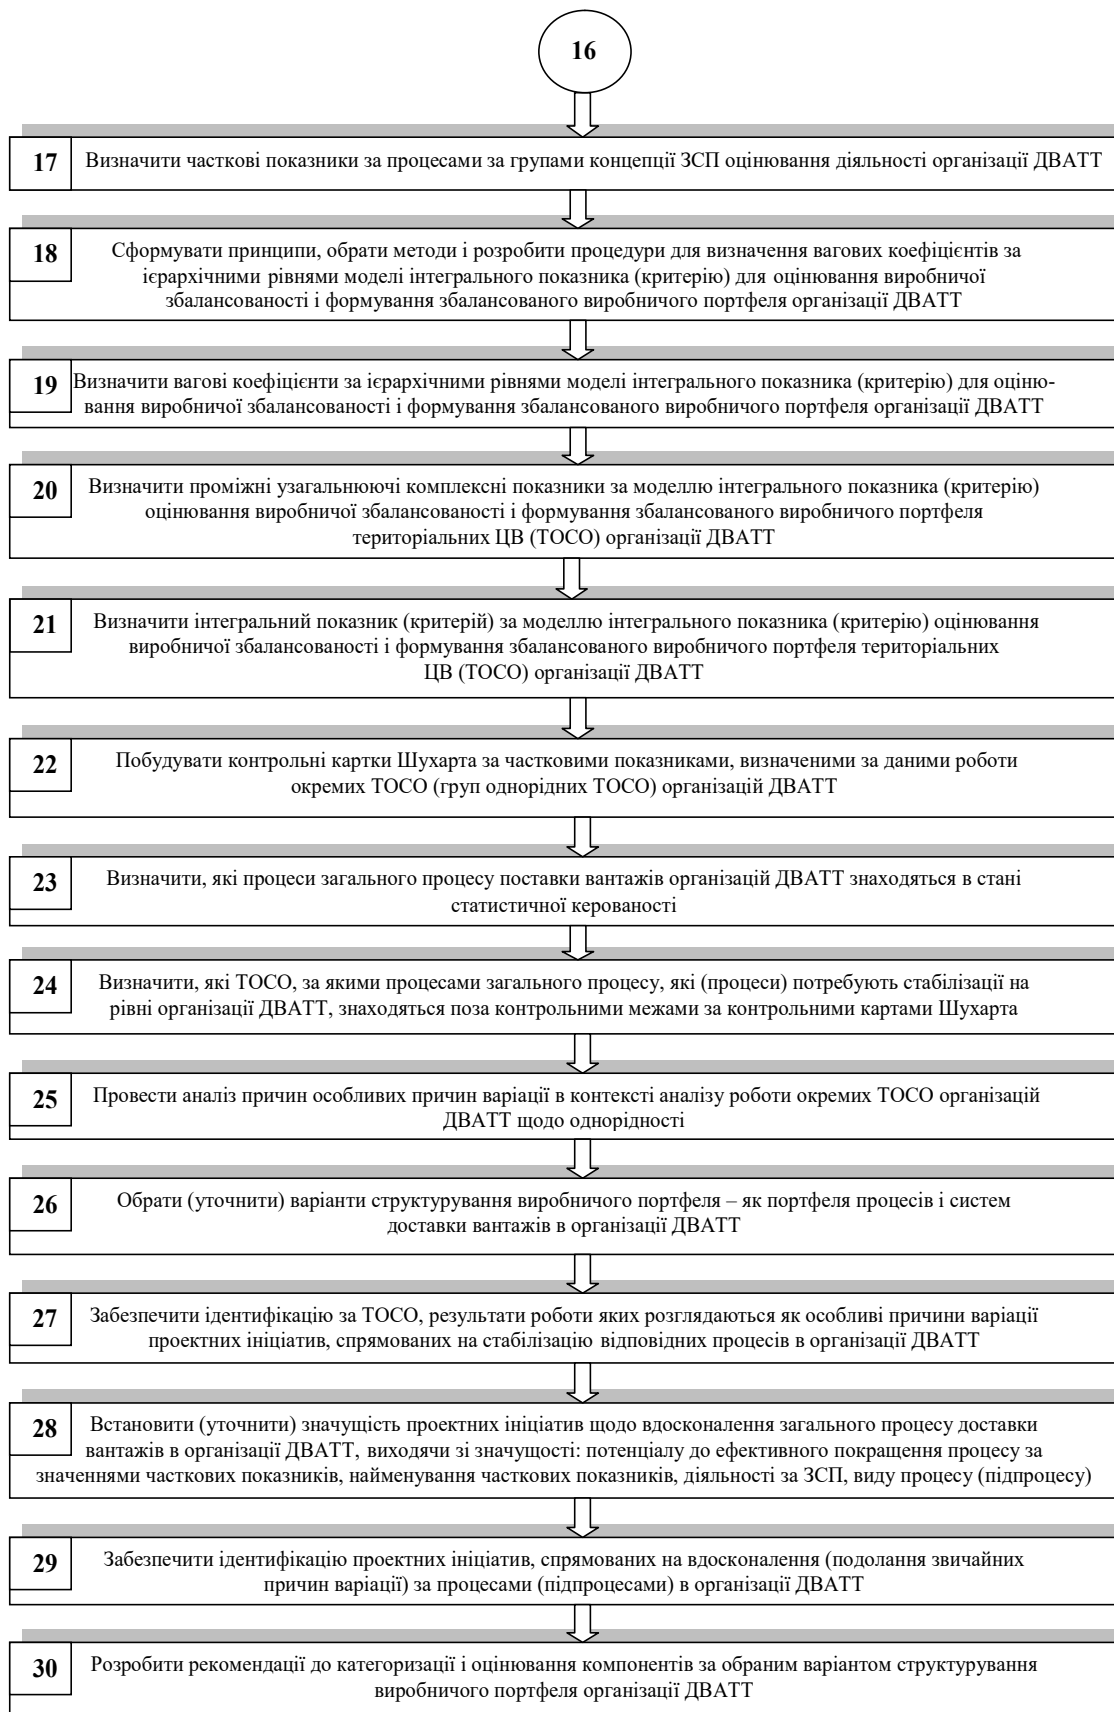 16
17
Визначити часткові показники за процесами за групами концепції ЗСП оцінювання діяльності організації ДВАТТ
18
Сформувати принципи, обрати методи і розробити процедури для визначення вагових коефіцієнтів за
ієрархічними рівнями моделі інтегрального показника (критерію) для оцінювання виробничої
збалансованості і формування збалансованого виробничого портфеля організації ДВАТТ
19
Визначити вагові коефіцієнти за ієрархічними рівнями моделі інтегрального показника (критерію) для оціню-
вання виробничої збалансованості і формування збалансованого виробничого портфеля організації ДВАТТ
20
Визначити проміжні узагальнюючі комплексні показники за моделлю інтегрального показника (критерію)
оцінювання виробничої збалансованості і формування збалансованого виробничого портфеля
територіальних ЦВ (ТОСО) організації ДВАТТ
21
Визначити інтегральний показник (критерій) за моделлю інтегрального показника (критерію) оцінювання
виробничої збалансованості і формування збалансованого виробничого портфеля територіальних
ЦВ (ТОСО) організації ДВАТТ
22
Побудувати контрольні картки Шухарта за частковими показниками, визначеними за даними роботи
окремих ТОСО (груп однорідних ТОСО) організацій ДВАТТ
23
Визначити, які процеси загального процесу поставки вантажів організацій ДВАТТ знаходяться в стані
статистичної керованості
24
Визначити, які ТОСО, за якими процесами загального процесу, які (процеси) потребують стабілізації на
рівні організації ДВАТТ, знаходяться поза контрольними межами за контрольними картами Шухарта
25
Провести аналіз причин особливих причин варіації в контексті аналізу роботи окремих ТОСО організацій
ДВАТТ щодо однорідності
26
Обрати (уточнити) варіанти структурування виробничого портфеля – як портфеля процесів і систем
доставки вантажів в організації ДВАТТ
27
Забезпечити ідентифікацію за ТОСО, результати роботи яких розглядаються як особливі причини варіації
проектних ініціатив, спрямованих на стабілізацію відповідних процесів в організації ДВАТТ
28
Встановити (уточнити) значущість проектних ініціатив щодо вдосконалення загального процесу доставки
вантажів в організації ДВАТТ, виходячи зі значущості: потенціалу до ефективного покращення процесу за
значеннями часткових показників, найменування часткових показників, діяльності за ЗСП, виду процесу (підпроцесу)
29
Забезпечити ідентифікацію проектних ініціатив, спрямованих на вдосконалення (подолання звичайних
причин варіації) за процесами (підпроцесами) в організації ДВАТТ
30
Розробити рекомендації до категоризації і оцінювання компонентів за обраним варіантом структурування
виробничого портфеля організації ДВАТТ